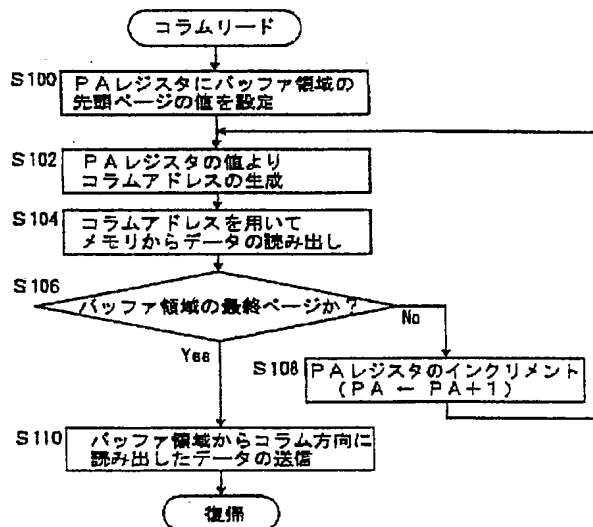 コラムリード
S100
PAレジスタにバッファ領域の
先頭ページの値を設定
S102
PAレジスタの値より
コラムアドレスの生成
S104
コラムアドレスを用いて
メモリからデータの読み出し
S106
バッファ領域の最終ページか?
No
Yes
S108
PAレジスタのインクリメント
(PA ← PA+1)
S110
バッファ領域からコラム方向に
読み出したデータの送信
復帰